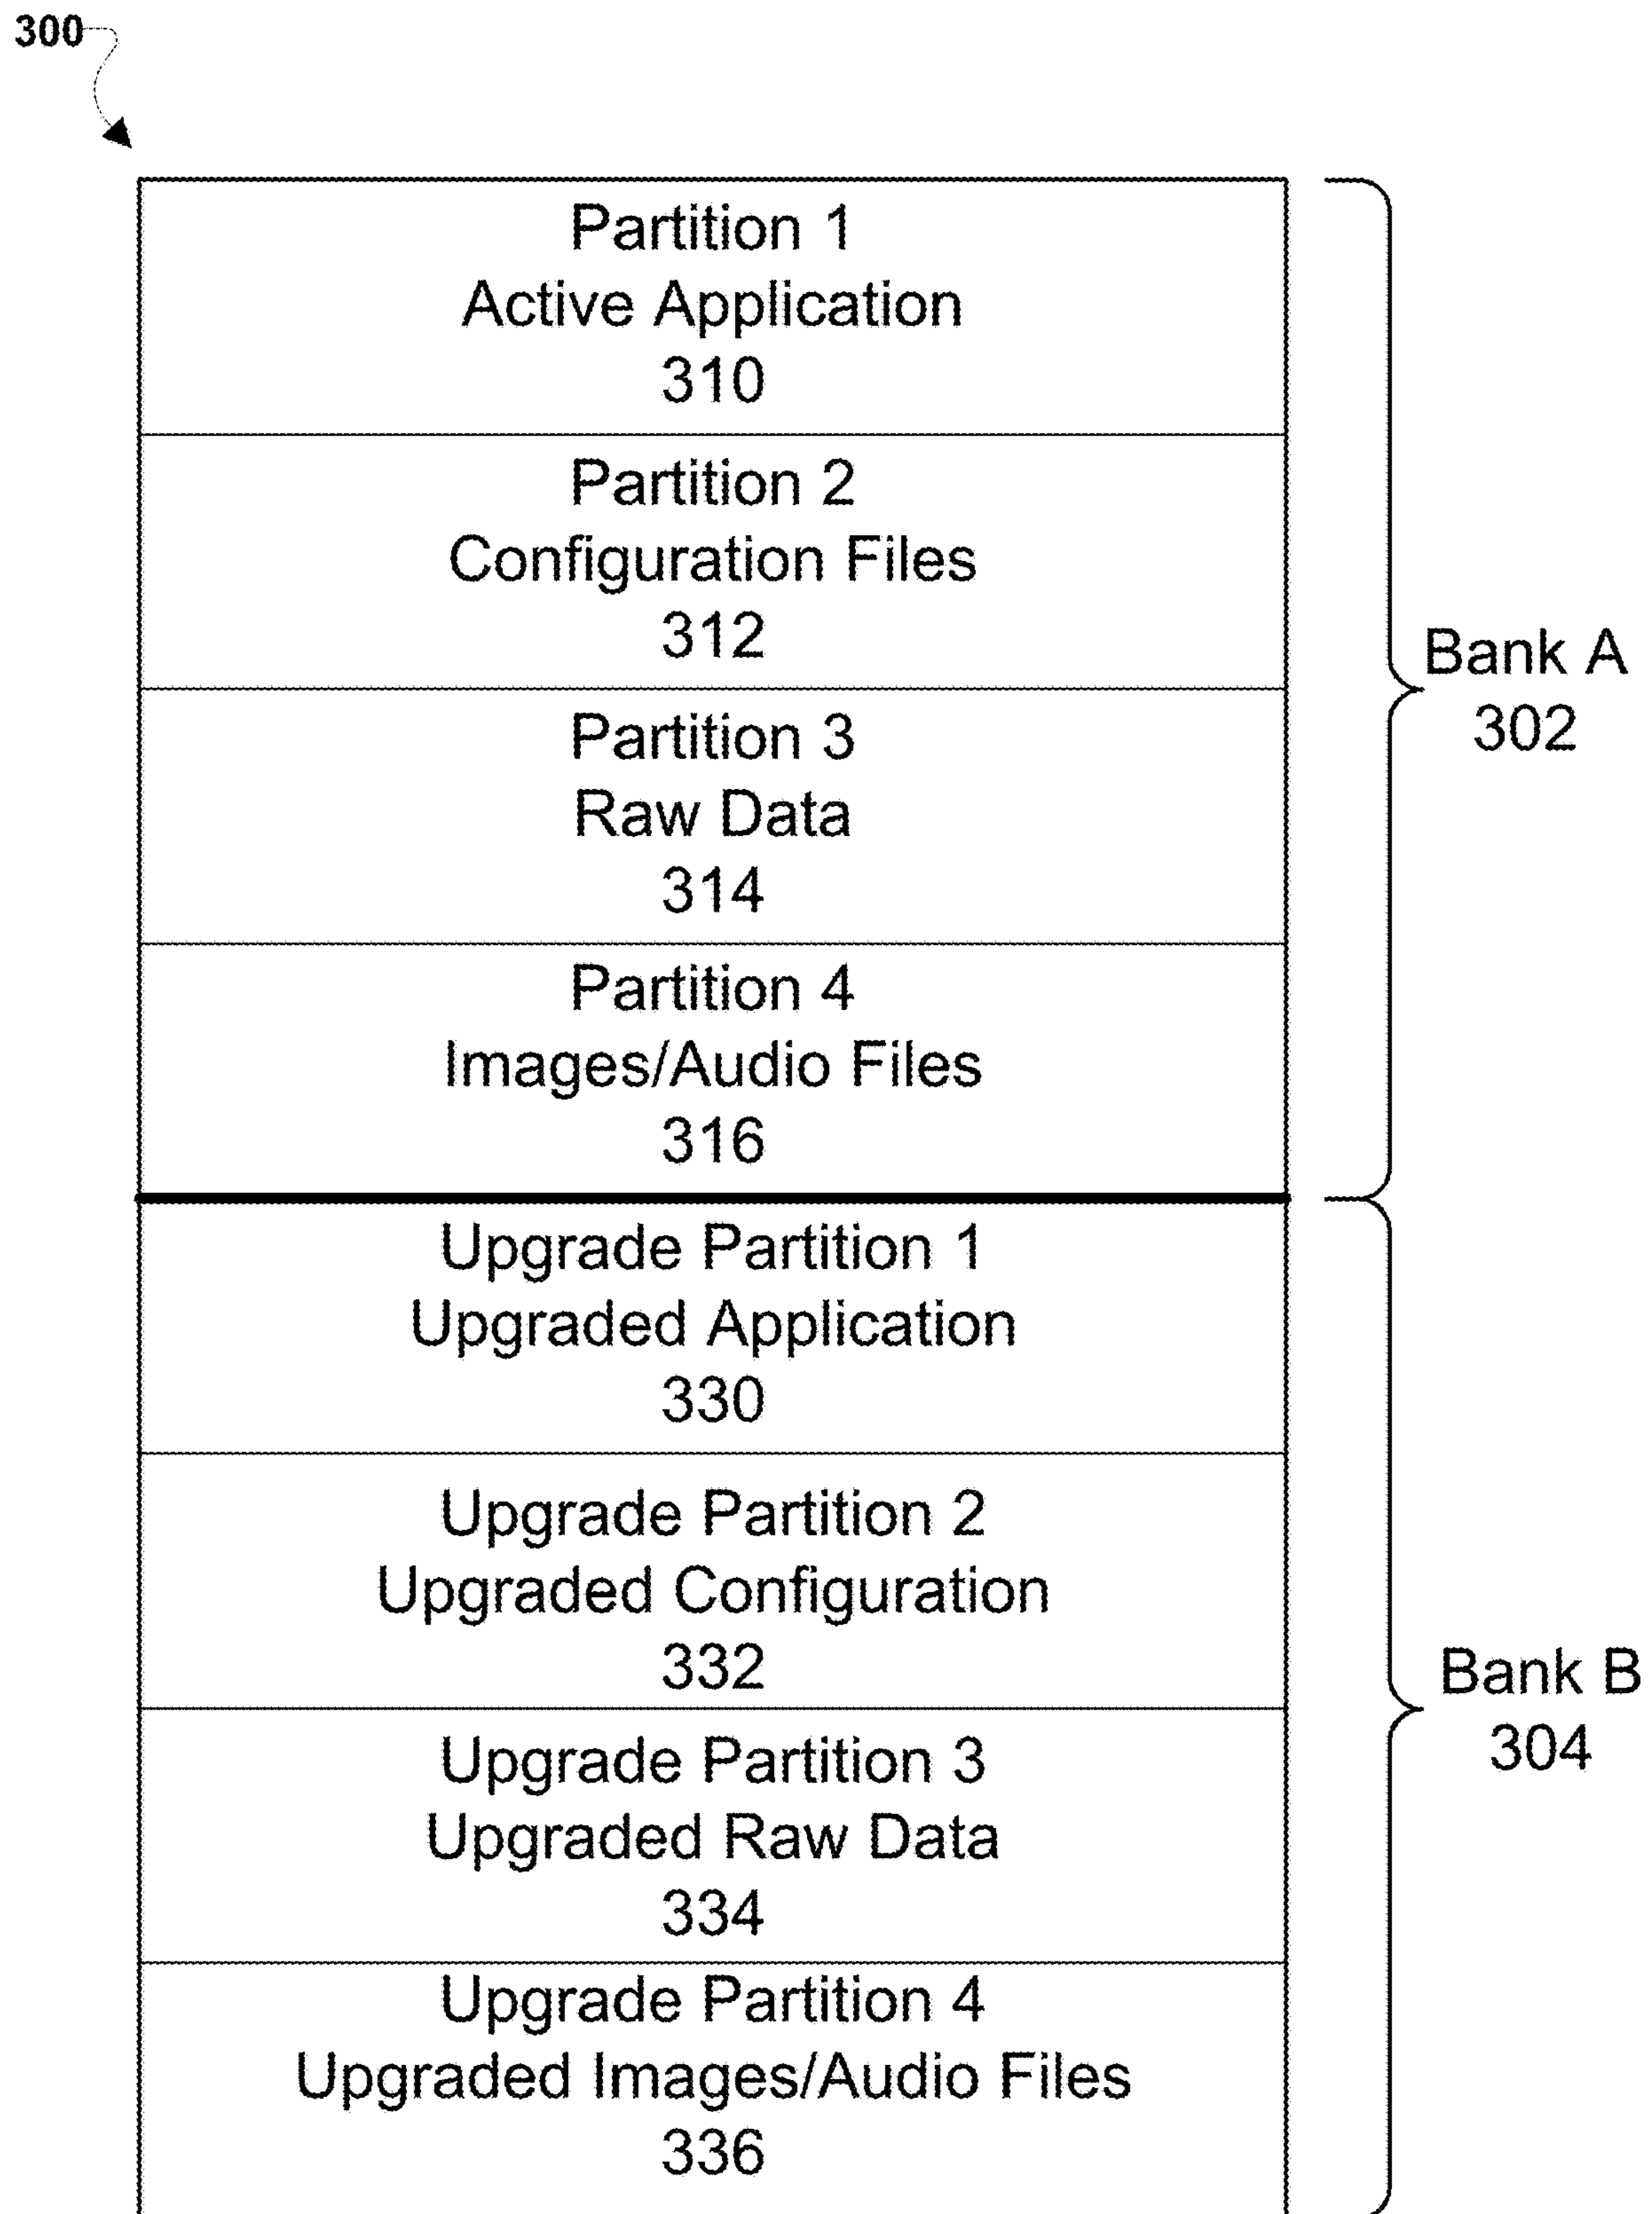 300
Partition 1
Active Application
310
Partition 2
Configuration Files
312
Partition 3
Raw Data
314
Partition 4
Images/Audio Files
316
Bank A
302
Upgrade Partition 1
Upgraded Application
330
Upgrade Partition 2
Upgraded Configuration
332
Upgrade Partition 3
Upgraded Raw Data
334
Upgrade Partition 4
Upgraded Images/Audio Files
336
Bank B
304